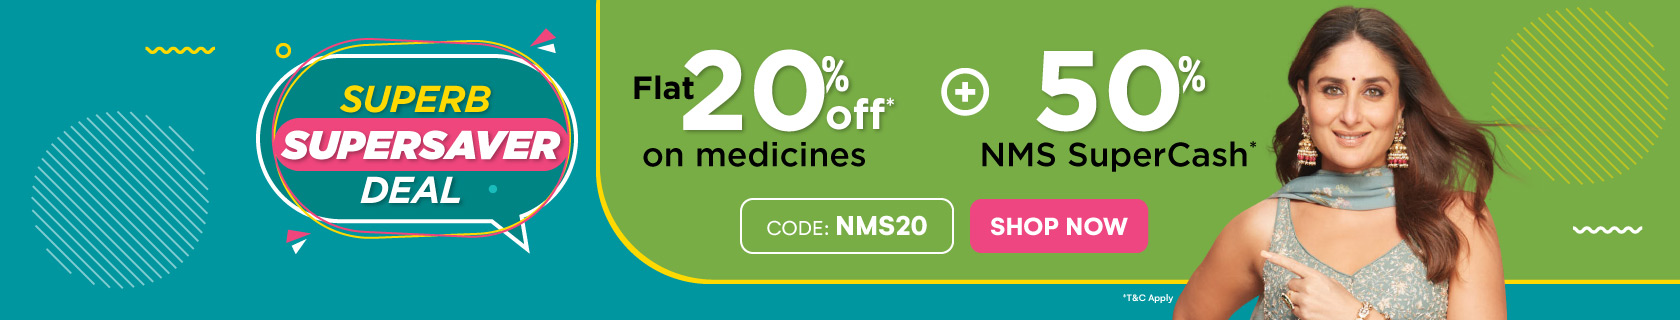 SUPERB
SUPERSAVER
DEAL
Flat 20% off*
on medicines
+
50%
NMS SuperCash*
CODE: NMS20
SHOP NOW
*T&C Apply